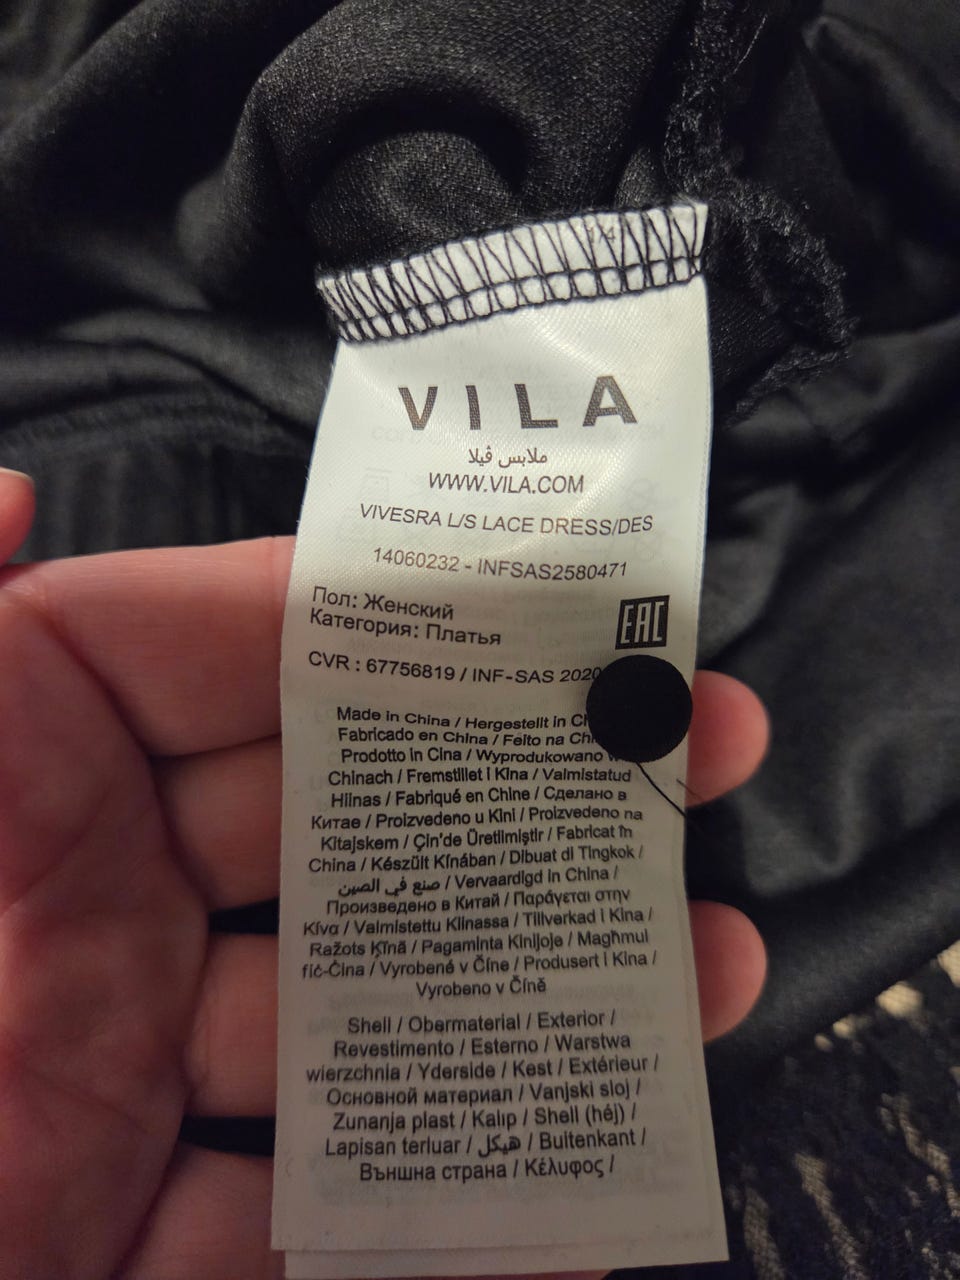 1/4
VILA
ملابس ڤيلا
WWW.VILA.COM
VIVESRA L/S LACE DRESS/DES
14060232 - INFSAS2580471
Пол: Женский
Категория: Платья
EAC
CVR : 67756819 / INF-SAS 2020
Made in China / Hergestellt in
Fabricado en China / Feito na
Prodotto in Cina / Wyprodukowano
Chinach / Fremstillet i Kina / Valmistatud
Hiinas / Fabriqué en Chine / Сделано в
Китае / Proizvedeno u Kini / Proizvedeno na
Kitajskem / Çin'de Üretilmiştir / Fabricat în
China / Készült Kínában / Dibuat di Tingkok /
صنع في الصين / Vervaardigd in China /
Произведено в Китай / Παράγεται στην
Κίνα / Valmistettu Kiinassa / Tillverkad i Kina /
Ražots Ķīnā / Pagaminta Kinijoje / Magħmul
fiċ-Ċina / Vyrobené v Číne / Produsert i Kina /
Vyrobeno v Číně
Shell / Obermaterial / Exterior /
Revestimento / Esterno / Warstwa
wierzchnia / Yderside / Kest / Extérieur /
Основной материал / Vanjski sloj /
Zunanja plast / Kalıp / Shell (héj) /
Lapisan terluar / هيكل / Buitenkant /
Външна страна / Κέλυφος /